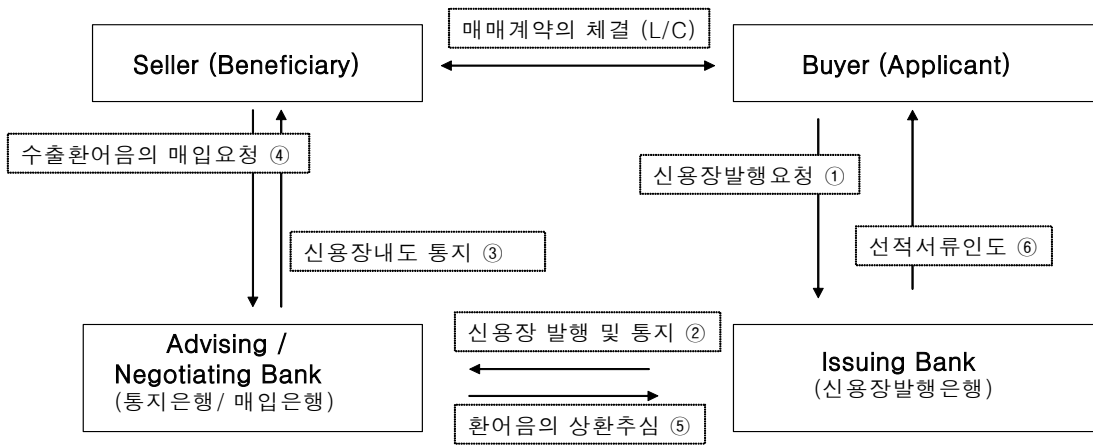 매매계약의 체결 (L/C)
Seller (Beneficiary)
Buyer (Applicant)
수출환어음의 매입요청 ④
신용장발행요청 ①
신용장내도 통지 ③
선적서류인도 ⑥
신용장 발행 및 통지 ②
Advising /
Negotiating Bank
(통지은행/ 매입은행)
Issuing Bank
(신용장발행은행)
환어음의 상환추심 ⑤